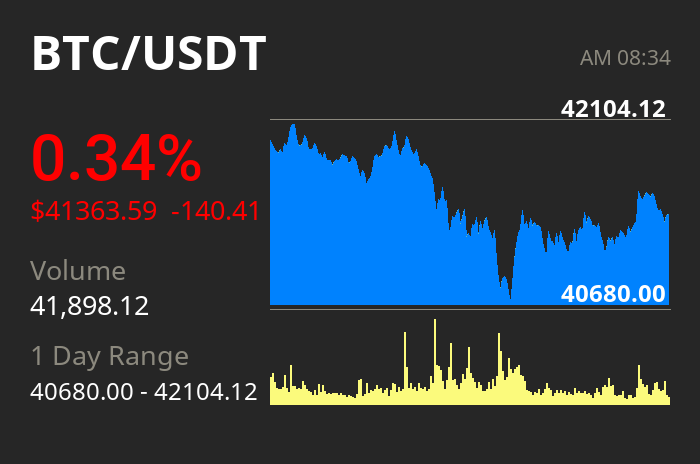 BTC/USDT
AM 08:34
42104.12
0.34%
$41363.59 -140.41
Volume
41,898.12
40680.00
1 Day Range
40680.00 - 42104.12